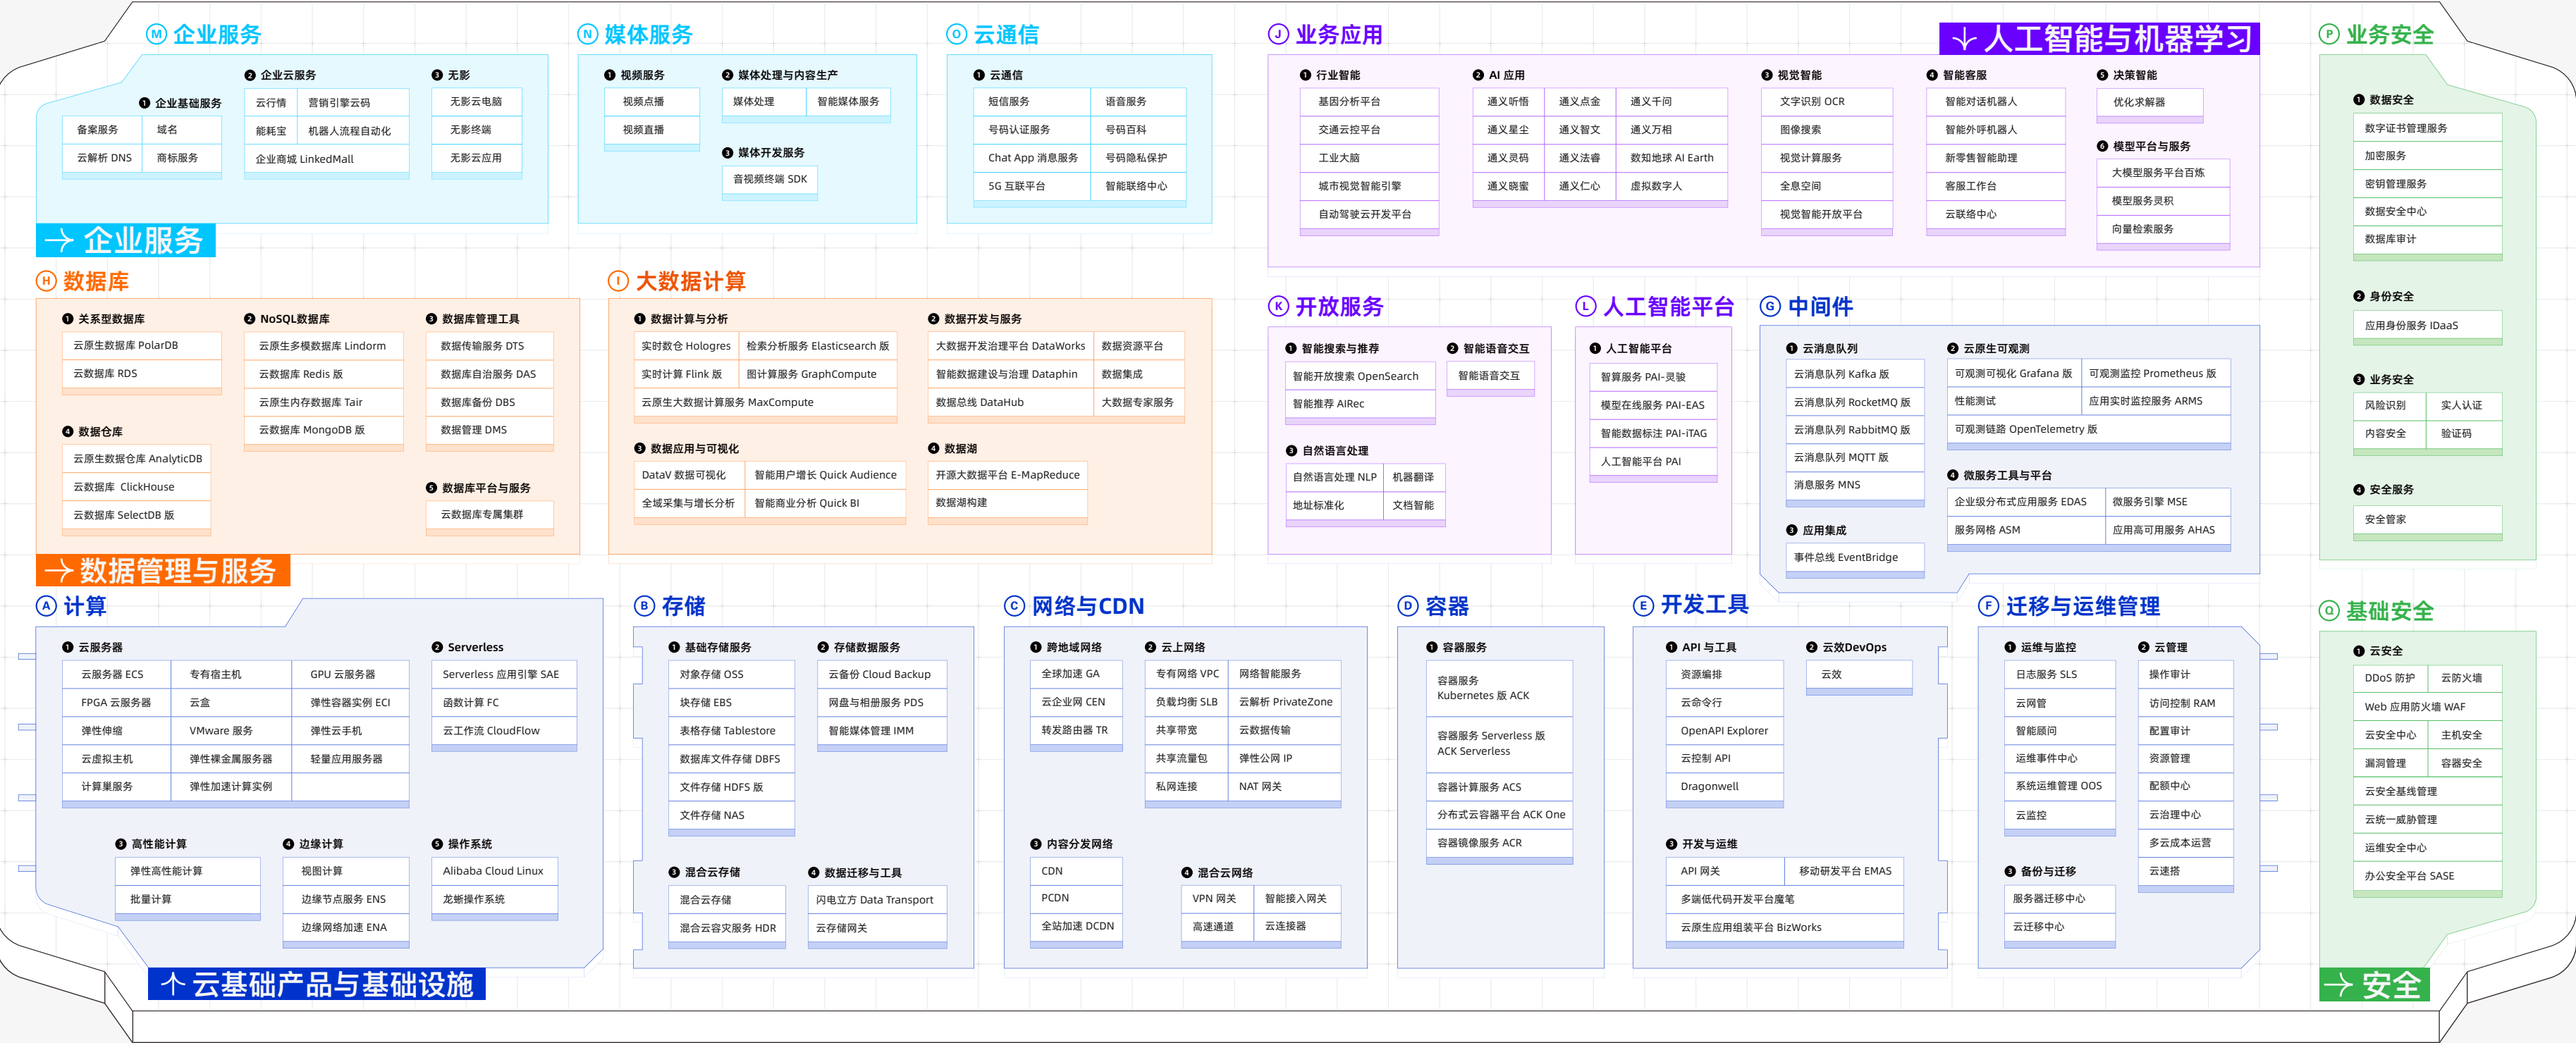 M 企业服务
1 企业基础服务
备案服务 域名
云解析 DNS 商标服务
2 企业云服务
云行情 营销引擎云码
能耗宝 机器人流程自动化
企业商城 LinkedMall
3 无影
无影云电脑
无影终端
无影云应用
企业服务
N 媒体服务
1 视频服务
视频点播
视频直播
2 媒体处理与内容生产
媒体处理 智能媒体服务
3 媒体开发服务
音视频终端 SDK
O 云通信
1 云通信
短信服务 语音服务
号码认证服务 号码百科
Chat App 消息服务 号码隐私保护
5G 互联平台 智能联络中心
J 业务应用
人工智能与机器学习
1 行业智能
基因分析平台
交通云控平台
工业大脑
城市视觉智能引擎
自动驾驶云开发平台
2 AI 应用
通义听悟 通义点金 通义千问
通义星尘 通义智文 通义万相
通义灵码 通义法睿 数知地球 AI Earth
通义晓蜜 通义仁心 虚拟数字人
3 视觉智能
文字识别 OCR
图像搜索
视觉计算服务
全息空间
视觉智能开放平台
4 智能客服
智能对话机器人
智能外呼机器人
新零售智能助理
客服工作台
云联络中心
5 决策智能
优化求解器
6 模型平台与服务
大模型服务平台百炼
模型服务灵积
向量检索服务
P 业务安全
1 数据安全
数字证书管理服务
加密服务
密钥管理服务
数据安全中心
数据库审计
2 身份安全
应用身份服务 IDaaS
3 业务安全
风险识别 实人认证
内容安全 验证码
4 安全服务
安全管家
H 数据库
1 关系型数据库
云原生数据库 PolarDB
云数据库 RDS
2 NoSQL数据库
云原生多模数据库 Lindorm
云数据库 Redis 版
云原生内存数据库 Tair
云数据库 MongoDB 版
3 数据库管理工具
数据传输服务 DTS
数据库自治服务 DAS
数据库备份 DBS
数据管理 DMS
4 数据仓库
云原生数据仓库 AnalyticDB
云数据库 ClickHouse
云数据库 SelectDB 版
5 数据库平台与服务
云数据库专属集群
数据管理与服务
I 大数据计算
1 数据计算与分析
实时数仓 Hologres 检索分析服务 Elasticsearch 版
实时计算 Flink 版 图计算服务 GraphCompute
云原生大数据计算服务 MaxCompute
2 数据开发与服务
大数据开发治理平台 DataWorks 数据资源平台
智能数据建设与治理 Dataphin 数据集成
数据总线 DataHub 大数据专家服务
3 数据应用与可视化
DataV 数据可视化 智能用户增长 Quick Audience
全域采集与增长分析 智能商业分析 Quick BI
4 数据湖
开源大数据平台 E-MapReduce
数据湖构建
K 开放服务
1 智能搜索与推荐
智能开放搜索 OpenSearch
智能推荐 AIRec
2 智能语音交互
智能语音交互
3 自然语言处理
自然语言处理 NLP 机器翻译
地址标准化 文档智能
L 人工智能平台
1 人工智能平台
智算服务 PAI-灵骏
模型在线服务 PAI-EAS
智能数据标注 PAI-iTAG
人工智能平台 PAI
G 中间件
1 云消息队列
云消息队列 Kafka 版
云消息队列 RocketMQ 版
云消息队列 RabbitMQ 版
云消息队列 MQTT 版
消息服务 MNS
2 云原生可观测
可观测可视化 Grafana 版 可观测监控 Prometheus 版
性能测试 应用实时监控服务 ARMS
可观测链路 OpenTelemetry 版
3 应用集成
事件总线 EventBridge
4 微服务工具与平台
企业级分布式应用服务 EDAS 微服务引擎 MSE
服务网格 ASM 应用高可用服务 AHAS
A 计算
1 云服务器
云服务器 ECS 专有宿主机 GPU 云服务器
FPGA 云服务器 云盒 弹性容器实例 ECI
弹性伸缩 VMware 服务 弹性云手机
云虚拟主机 弹性裸金属服务器 轻量应用服务器
计算巢服务 弹性加速计算实例
2 Serverless
Serverless 应用引擎 SAE
函数计算 FC
云工作流 CloudFlow
3 高性能计算
弹性高性能计算
批量计算
4 边缘计算
视图计算
边缘节点服务 ENS
边缘网络加速 ENA
5 操作系统
Alibaba Cloud Linux
龙蜥操作系统
云基础产品与基础设施
B 存储
1 基础存储服务
对象存储 OSS
块存储 EBS
表格存储 Tablestore
数据库文件存储 DBFS
文件存储 HDFS 版
文件存储 NAS
2 存储数据服务
云备份 Cloud Backup
网盘与相册服务 PDS
智能媒体管理 IMM
3 混合云存储
混合云存储
混合云容灾服务 HDR
4 数据迁移与工具
闪电立方 Data Transport
云存储网关
C 网络与CDN
1 跨地域网络
全球加速 GA
云企业网 CEN
转发路由器 TR
2 云上网络
专有网络 VPC 网络智能服务
负载均衡 SLB 云解析 PrivateZone
共享带宽 云数据传输
共享流量包 弹性公网 IP
私网连接 NAT 网关
3 内容分发网络
CDN
PCDN
全站加速 DCDN
4 混合云网络
VPN 网关 智能接入网关
高速通道 云连接器
D 容器
1 容器服务
容器服务
Kubernetes 版 ACK
容器服务 Serverless 版
ACK Serverless
容器计算服务 ACS
分布式云容器平台 ACK One
容器镜像服务 ACR
E 开发工具
1 API 与工具
资源编排
云命令行
OpenAPI Explorer
云控制 API
Dragonwell
2 云效DevOps
云效
3 开发与运维
API 网关 移动研发平台 EMAS
多端低代码开发平台魔笔
云原生应用组装平台 BizWorks
F 迁移与运维管理
1 运维与监控
日志服务 SLS
云网管
智能顾问
运维事件中心
系统运维管理 OOS
云监控
2 云管理
操作审计
访问控制 RAM
配置审计
资源管理
配额中心
云治理中心
多云成本运营
云速搭
3 备份与迁移
服务器迁移中心
云迁移中心
Q 基础安全
1 云安全
DDoS 防护 云防火墙
Web 应用防火墙 WAF
云安全中心 主机安全
漏洞管理 容器安全
云安全基线管理
云统一威胁管理
运维安全中心
办公安全平台 SASE
安全